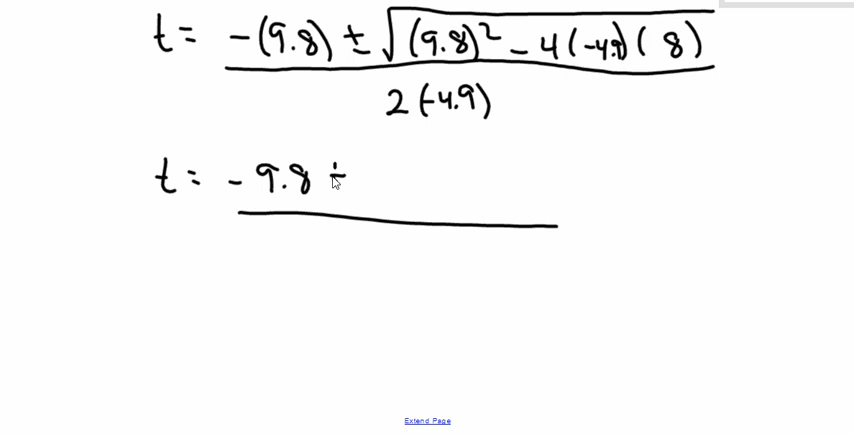 t = -(9.8) ± √(9.8)² - 4(-4.9)(8)
2(-4.9)
t = -9.8 ±
Extend Page